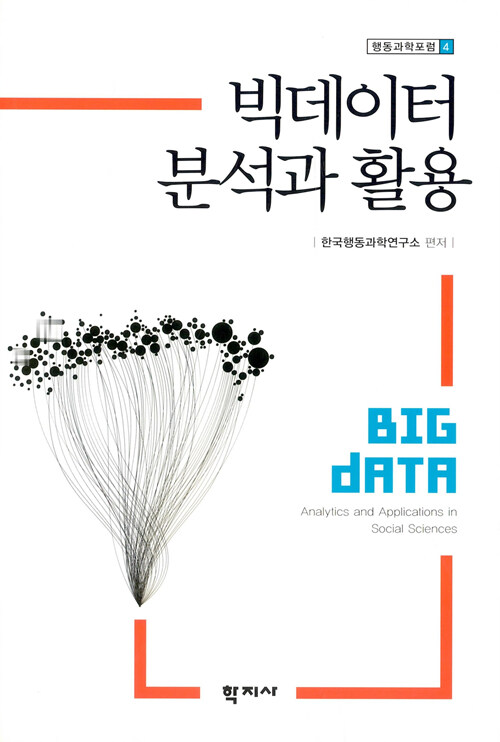 행동과학포럼 4
빅데이터
분석과 활용
| 한국행동과학연구소 편저 |
BIG
dATA
Analytics and Applications in
Social Sciences
학지사